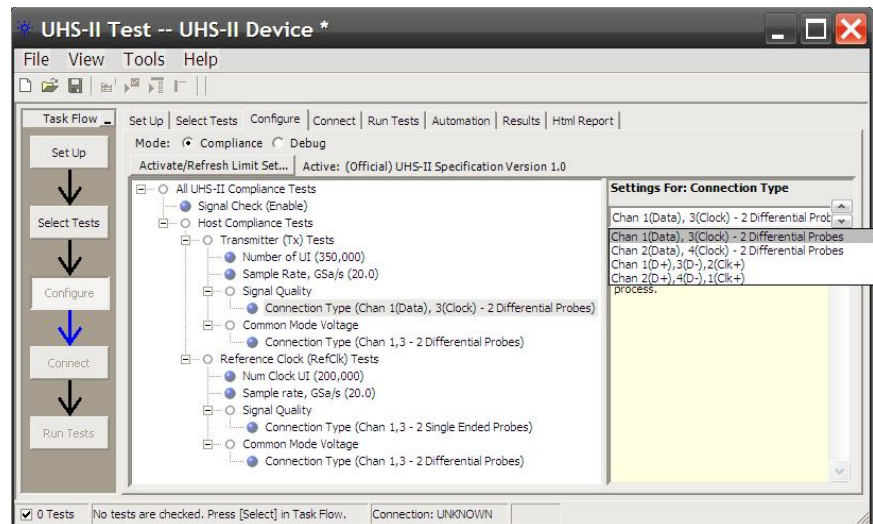 UHS-II Test -- UHS-II Device *
File View Tools Help
Task Flow
Set Up
Select Tests
Configure
Connect
Run Tests
Set Up Select Tests Configure Connect Run Tests Automation Results Html Report
Mode: Compliance Debug
Activate/Refresh Limit Set... Active: (Official) UHS-II Specification Version 1.0
All UHS-II Compliance Tests
Signal Check (Enable)
Host Compliance Tests
Transmitter (Tx) Tests
Number of UI (350,000)
Sample Rate, GSa/s (20.0)
Signal Quality
Connection Type (Chan 1(Data), 3(Clock) - 2 Differential Probes)
Common Mode Voltage
Connection Type (Chan 1,3 - 2 Differential Probes)
Reference Clock (RefClk) Tests
Num Clock UI (200,000)
Sample rate, GSa/s (20.0)
Signal Quality
Connection Type (Chan 1,3 - 2 Single Ended Probes)
Common Mode Voltage
Connection Type (Chan 1,3 - 2 Differential Probes)
Settings For: Connection Type
Chan 1(Data), 3(Clock) - 2 Differential Prob
Chan 1(Data), 3(Clock) - 2 Differential Probes
Chan 2(Data), 4(Clock) - 2 Differential Probes
Chan 1(D+),3(D-),2(Clk+)
Chan 2(D+),4(D-),1(Clk+)
process.
0 Tests No tests are checked. Press [Select] in Task Flow. Connection: UNKNOWN